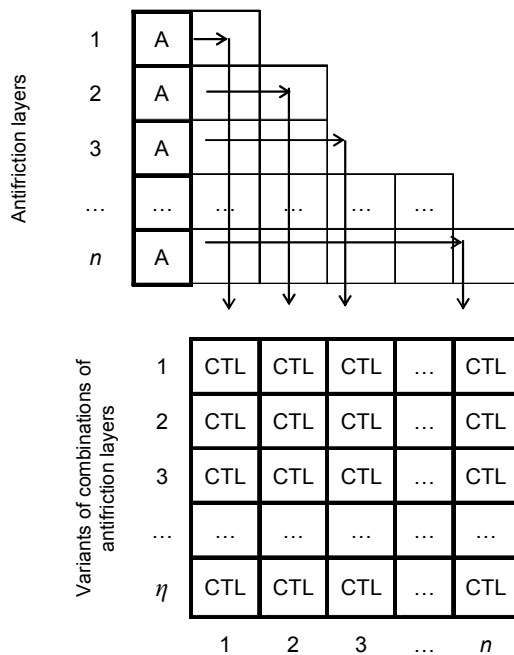 Antifriction layers
1 A
2 A
3 A
... ... ... ... ... ...
n A
Variants of combinations of
antifriction layers
1 CTL CTL CTL ... CTL
2 CTL CTL CTL ... CTL
3 CTL CTL CTL ... CTL
... ... ... ... ... ...
η CTL CTL CTL ... CTL
1 2 3 ... n